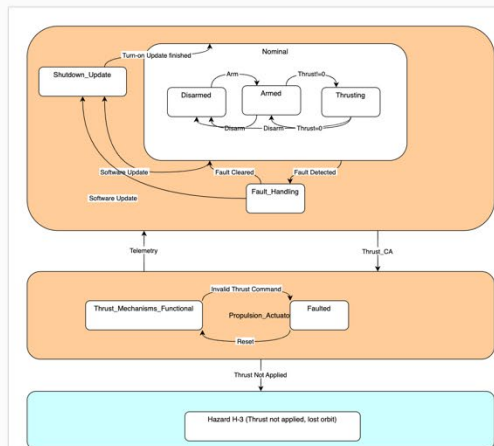 Turn-on Update finished
Nominal
Shutdown_Update
Arm
Thrust!=0
Disarmed
Armed
Thrusting
Disarm
Disarm
Thrust=0
Software Update
Fault Cleared
Fault Detected
Software Update
Fault_Handling
Telemetry
Thrust_CA
Invalid Thrust Command
Thrust_Mechanisms_Functional
Propulsion_Actuato
Faulted
Reset
Thrust Not Applied
Hazard H-3 (Thrust not applied, lost orbit)